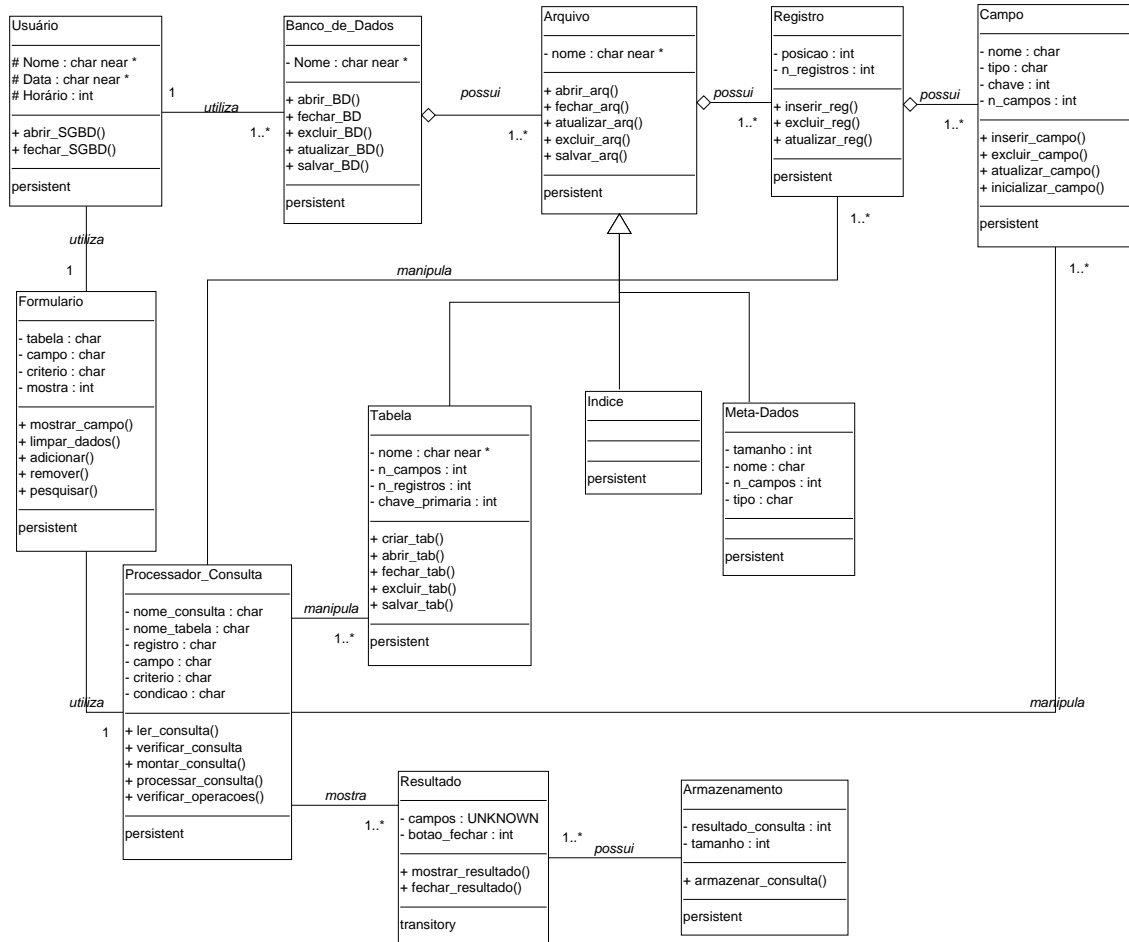 Usuário
# Nome : char near *
# Data : char near *
# Horário : int
+ abrir_SGBD()
+ fechar_SGBD()
persistent
1
utiliza
1..*
Banco_de_Dados
- Nome : char near *
+ abrir_BD()
+ fechar_BD
+ excluir_BD()
+ atualizar_BD()
+ salvar_BD()
persistent
possui
1..*
Arquivo
- nome : char near *
+ abrir_arq()
+ fechar_arq()
+ atualizar_arq()
+ excluir_arq()
+ salvar_arq()
persistent
possui
1..*
Registro
- posicao : int
- n_registros : int
+ inserir_reg()
+ excluir_reg()
+ atualizar_reg()
persistent
possui
1..*
Campo
- nome : char
- tipo : char
- chave : int
- n_campos : int
+ inserir_campo()
+ excluir_campo()
+ atualizar_campo()
+ inicializar_campo()
persistent
1..*
1..*
utiliza
1
manipula
Formulario
- tabela : char
- campo : char
- criterio : char
- mostra : int
+ mostrar_campo()
+ limpar_dados()
+ adicionar()
+ remover()
+ pesquisar()
persistent
Tabela
- nome : char near *
- n_campos : int
- n_registros : int
- chave_primaria : int
+ criar_tab()
+ abrir_tab()
+ fechar_tab()
+ excluir_tab()
+ salvar_tab()
persistent
Indice
persistent
Meta-Dados
- tamanho : int
- nome : char
- n_campos : int
- tipo : char
persistent
Processador_Consulta
- nome_consulta : char
- nome_tabela : char
- registro : char
- campo : char
- criterio : char
- condicao : char
+ ler_consulta()
+ verificar_consulta
+ montar_consulta()
+ processar_consulta()
+ verificar_operacoes()
persistent
manipula
1..*
utiliza
1
manipula
mostra
1..*
Resultado
- campos : UNKNOWN
- botao_fechar : int
+ mostrar_resultado()
+ fechar_resultado()
transitory
1..*
possui
Armazenamento
- resultado_consulta : int
- tamanho : int
+ armazenar_consulta()
persistent